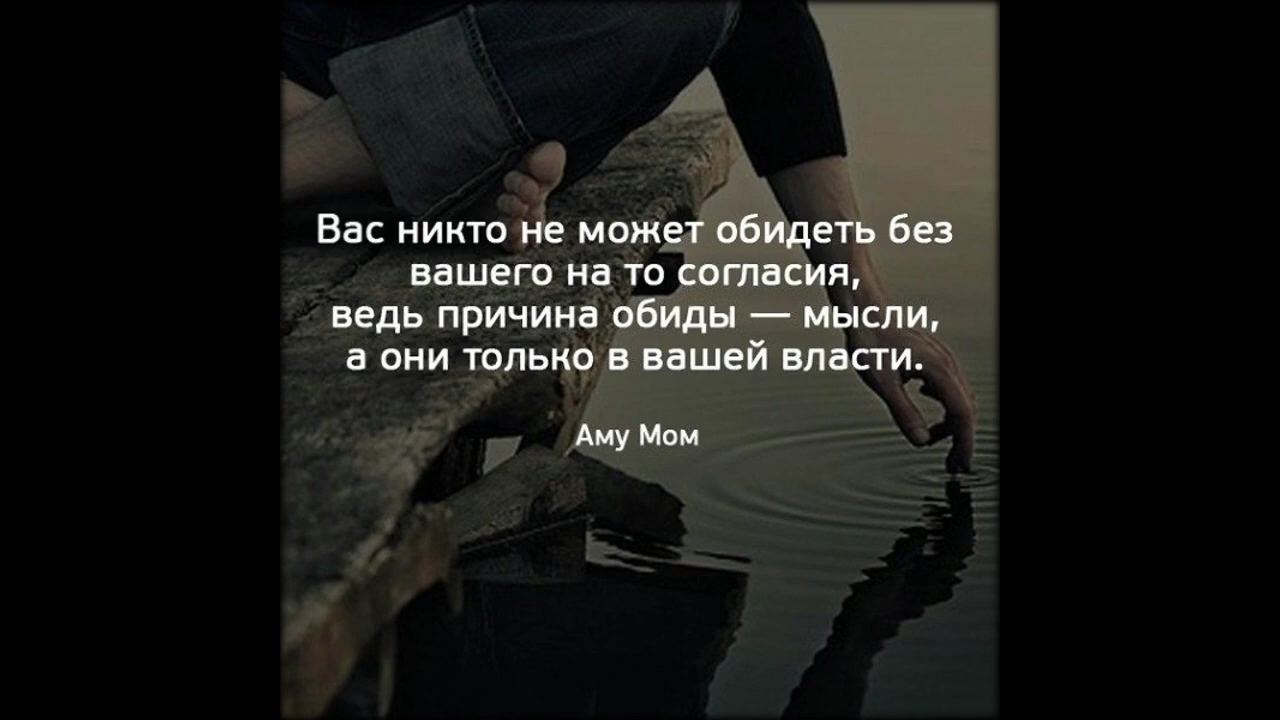 Вас никто не может обидеть без
вашего на то согласия,
ведь причина обиды — мысли,
а они только в вашей власти.
Аму Мом